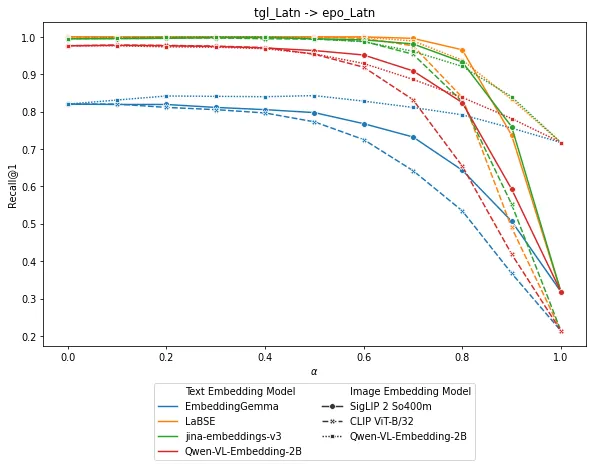 tgl_Latn -> epo_Latn
1.0
0.9
0.8
0.7
0.6
0.5
0.4
0.3
0.2
Recall@1
0.0 0.2 0.4 0.6 0.8 1.0
α
Text Embedding Model Image Embedding Model
EmbeddingGemma SigLIP 2 So400m
LaBSE CLIP ViT-B/32
jina-embeddings-v3 Qwen-VL-Embedding-2B
Qwen-VL-Embedding-2B